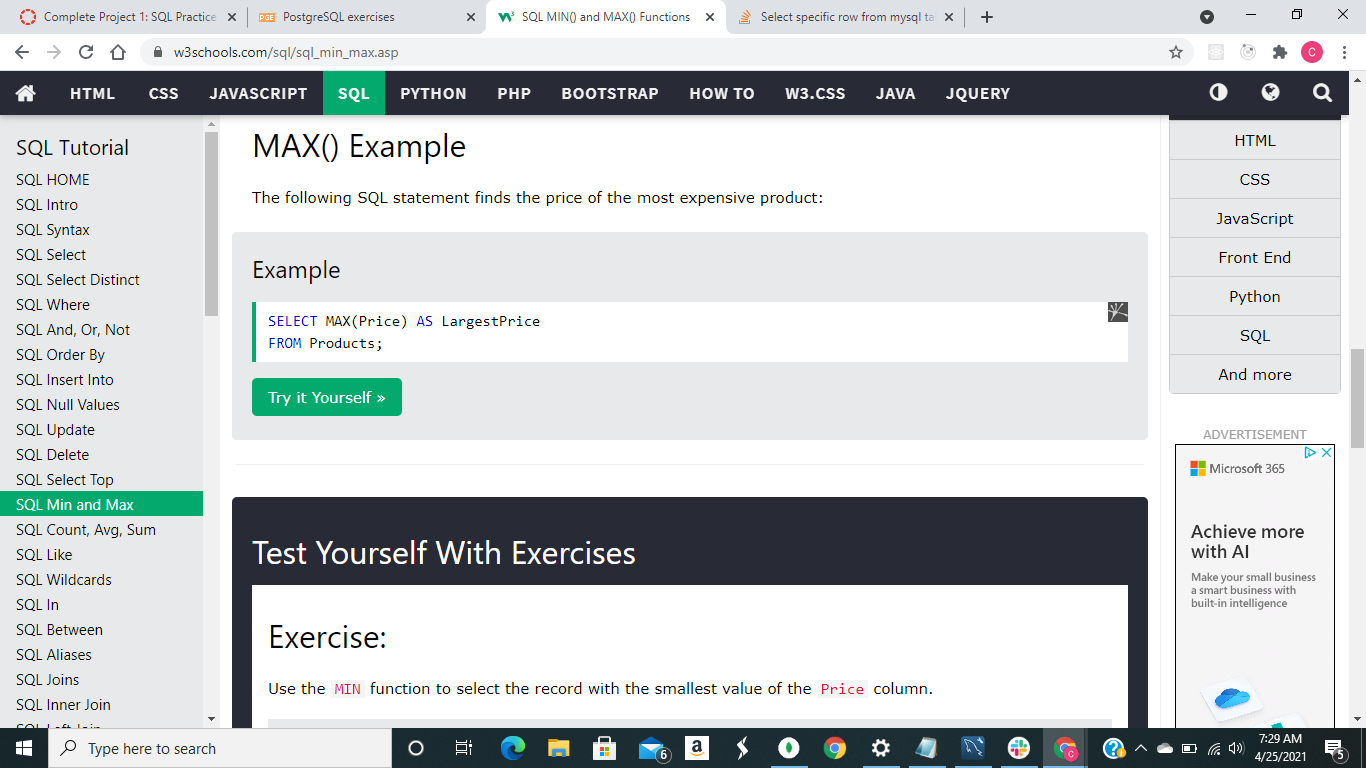 Complete Project 1: SQL Practice
PostgreSQL exercises
SQL MIN() and MAX() Functions
Select specific row from mysql ta
w3schools.com/sql/sql_min_max.asp
C
HTML
CSS
JAVASCRIPT
SQL
PYTHON
PHP
BOOTSTRAP
HOW TO
W3.CSS
JAVA
JQUERY
SQL Tutorial
SQL HOME
SQL Intro
SQL Syntax
SQL Select
SQL Select Distinct
SQL Where
SQL And, Or, Not
SQL Order By
SQL Insert Into
SQL Null Values
SQL Update
SQL Delete
SQL Select Top
SQL Min and Max
SQL Count, Avg, Sum
SQL Like
SQL Wildcards
SQL In
SQL Between
SQL Aliases
SQL Joins
SQL Inner Join
SQL Left Join
MAX() Example
The following SQL statement finds the price of the most expensive product:
Example
SELECT MAX(Price) AS LargestPrice
FROM Products;
Try it Yourself »
Test Yourself With Exercises
Exercise:
Use the MIN function to select the record with the smallest value of the Price column.
HTML
CSS
JavaScript
Front End
Python
SQL
And more
ADVERTISEMENT
Microsoft 365
Achieve more
with AI
Make your small business
a smart business with
built-in intelligence
Type here to search
6
a
C
7:29 AM
4/25/2021
5